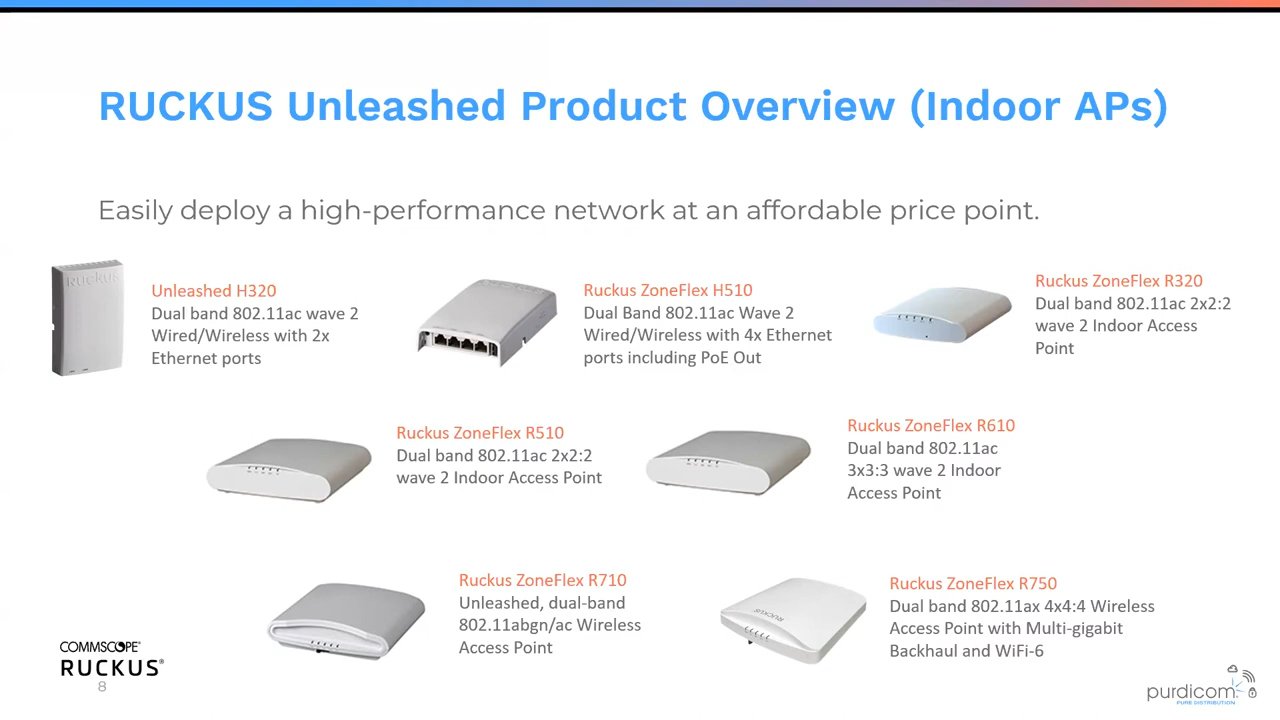 RUCKUS Unleashed Product Overview (Indoor APs)
Easily deploy a high-performance network at an affordable price point.
RUCKUS
Unleashed H320
Dual band 802.11ac wave 2
Wired/Wireless with 2x
Ethernet ports
Ruckus ZoneFlex H510
Dual Band 802.11ac Wave 2
Wired/Wireless with 4x Ethernet
ports including PoE Out
Ruckus ZoneFlex R320
Dual band 802.11ac 2x2:2
wave 2 Indoor Access
Point
Ruckus ZoneFlex R510
Dual band 802.11ac 2x2:2
wave 2 Indoor Access Point
Ruckus ZoneFlex R610
Dual band 802.11ac
3x3:3 wave 2 Indoor
Access Point
Ruckus ZoneFlex R710
Unleashed, dual-band
802.11abgn/ac Wireless
Access Point
RUCKUS
Ruckus ZoneFlex R750
Dual band 802.11ax 4x4:4 Wireless
Access Point with Multi-gigabit
Backhaul and WiFi-6
COMMSCOPE®
RUCKUS®
8
purdicom
PURE DISTRIBUTION